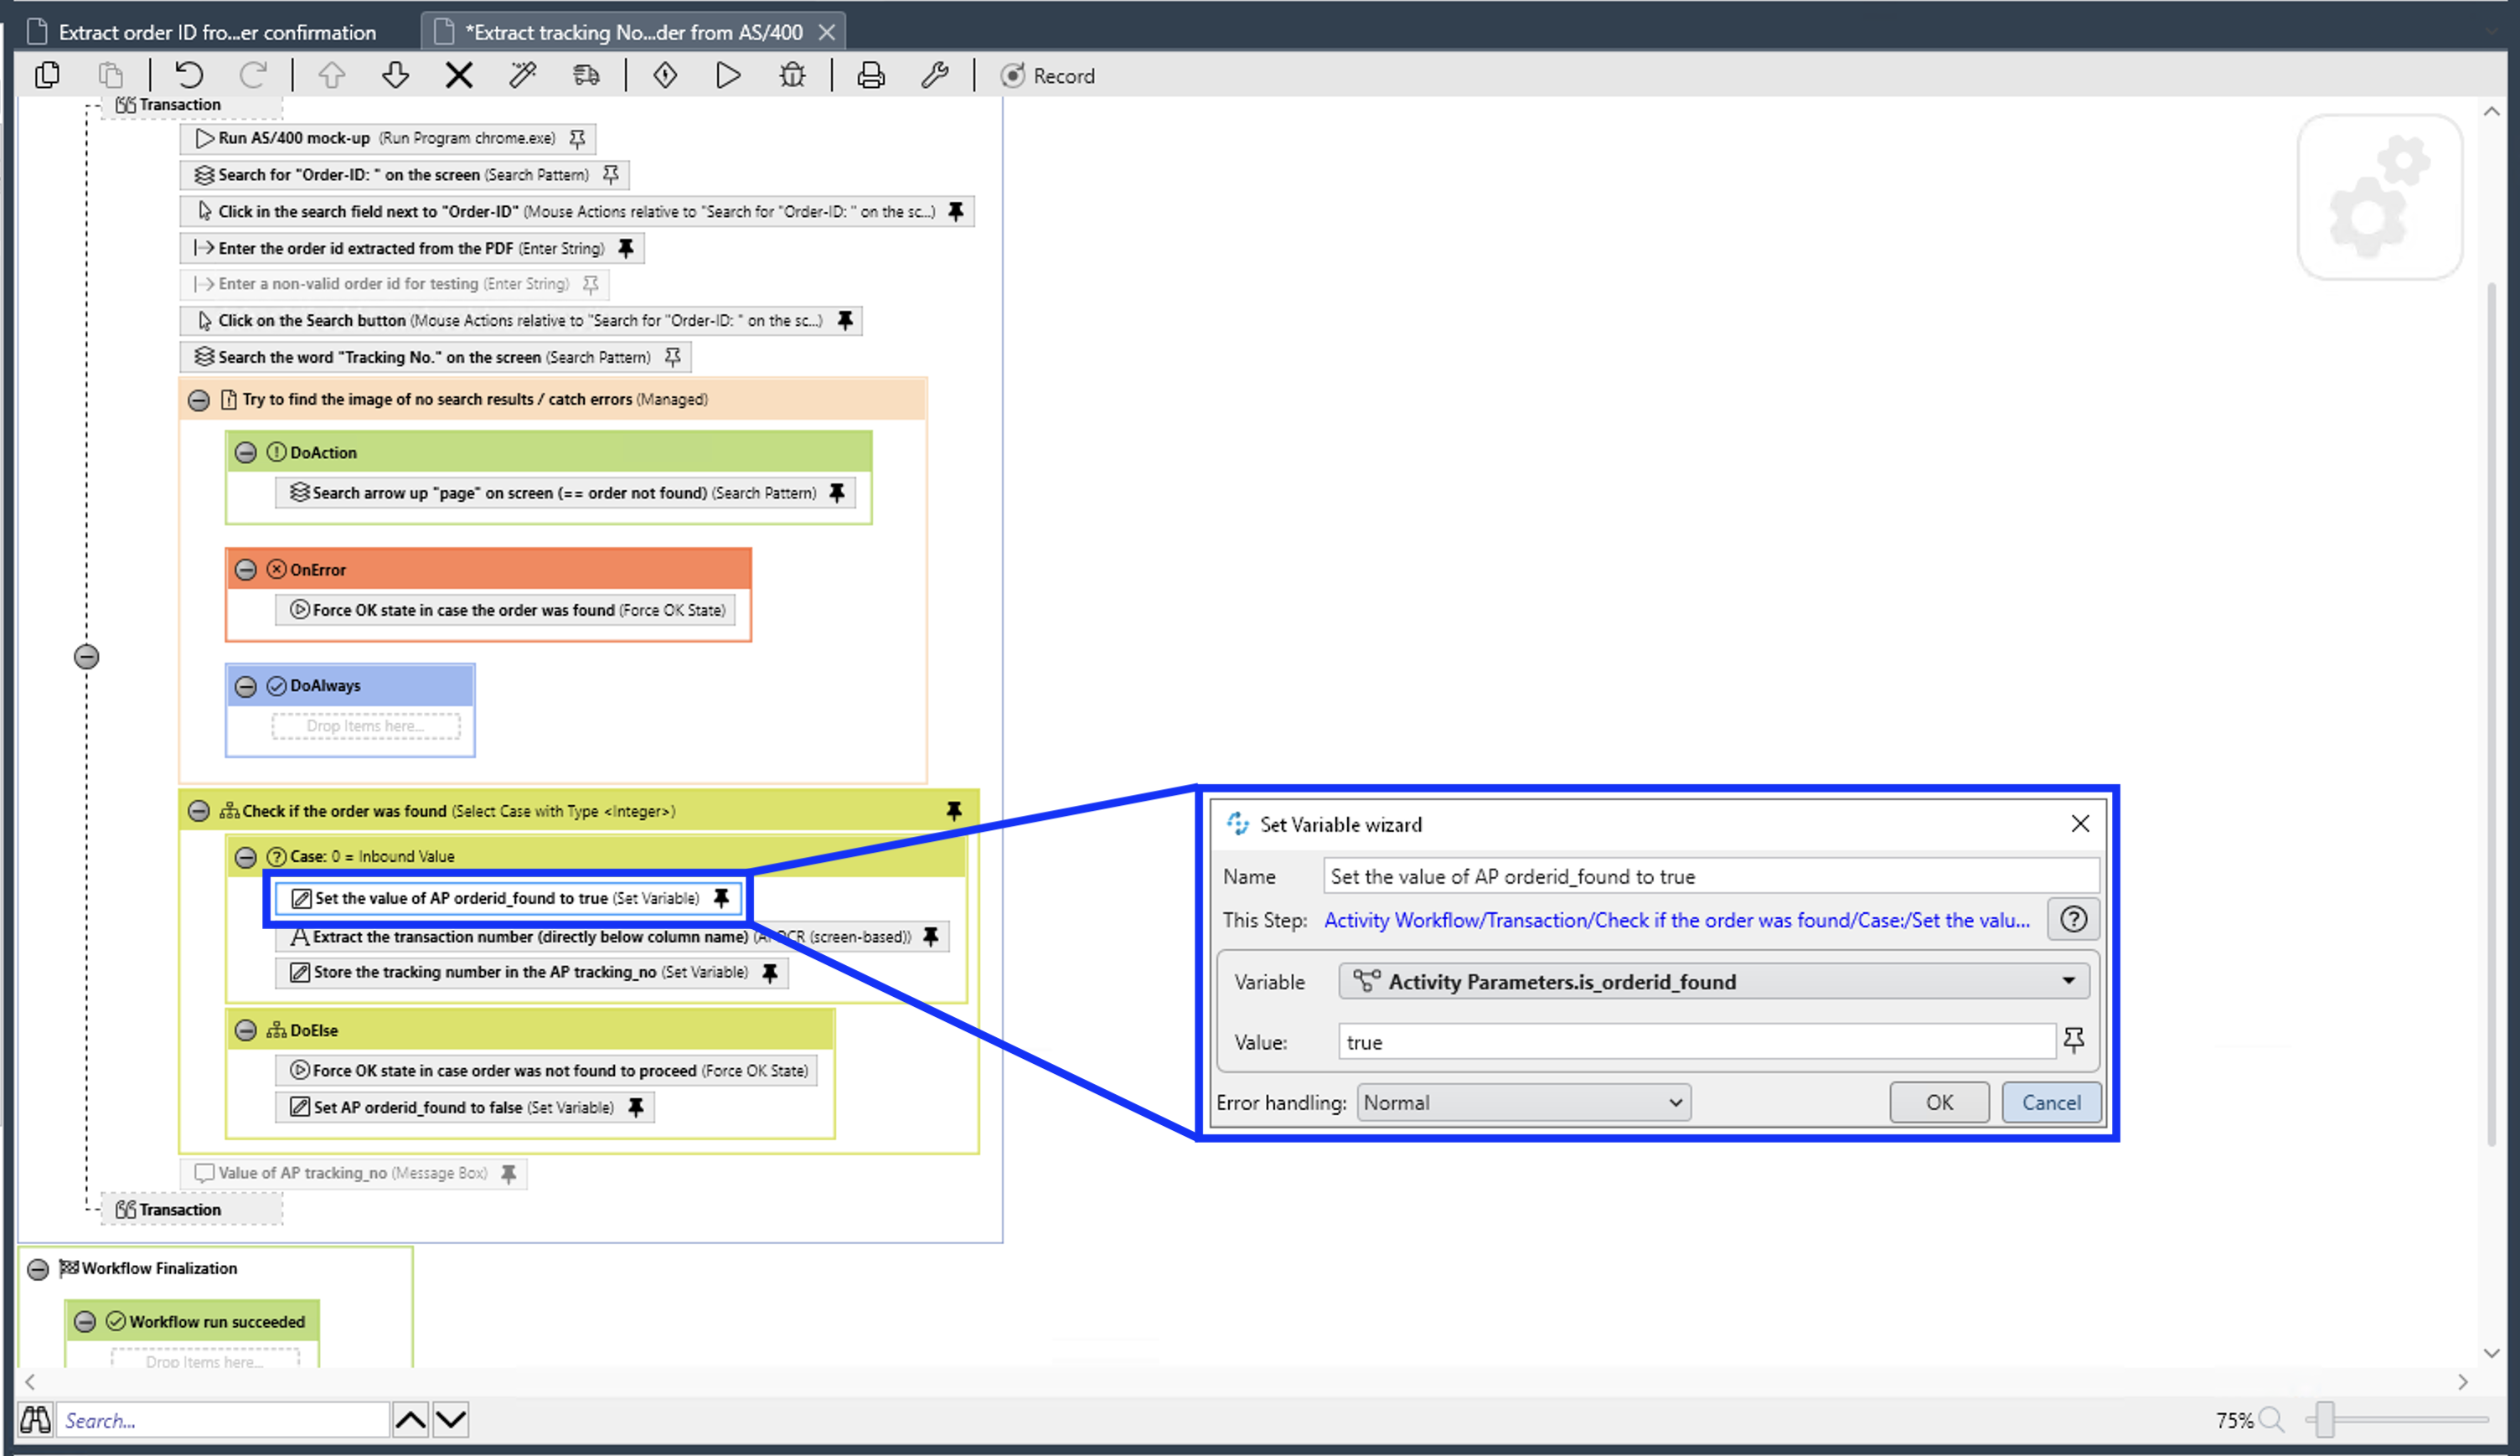 Extract order ID fro...er confirmation
*Extract tracking No...der from AS/400
Record
Transaction
Run AS/400 mock-up (Run Program chrome.exe)
Search for "Order-ID: " on the screen (Search Pattern)
Click in the search field next to "Order-ID" (Mouse Actions relative to "Search for "Order-ID: " on the sc...)
Enter the order id extracted from the PDF (Enter String)
Enter a non-valid order id for testing (Enter String)
Click on the Search button (Mouse Actions relative to "Search for "Order-ID: " on the sc...)
Search the word "Tracking No." on the screen (Search Pattern)
Try to find the image of no search results / catch errors (Managed)
DoAction
Search arrow up "page" on screen (== order not found) (Search Pattern)
OnError
Force OK state in case the order was found (Force OK State)
DoAlways
Drop Items here...
Check if the order was found (Select Case with Type <Integer>)
Case: 0 = Inbound Value
Set the value of AP orderid_found to true (Set Variable)
Extract the transaction number (directly below column name) (screen-based))
Store the tracking number in the AP tracking_no (Set Variable)
DoElse
Force OK state in case order was not found to proceed (Force OK State)
Set AP orderid_found to false (Set Variable)
Value of AP tracking_no (Message Box)
Transaction
Workflow Finalization
Workflow run succeeded
Drop Items here...
Set Variable wizard
Name Set the value of AP orderid_found to true
This Step: Activity Workflow/Transaction/Check if the order was found/Case:/Set the valu...
Variable Activity Parameters.is_orderid_found
Value: true
Error handling: Normal OK Cancel
Search...
75%